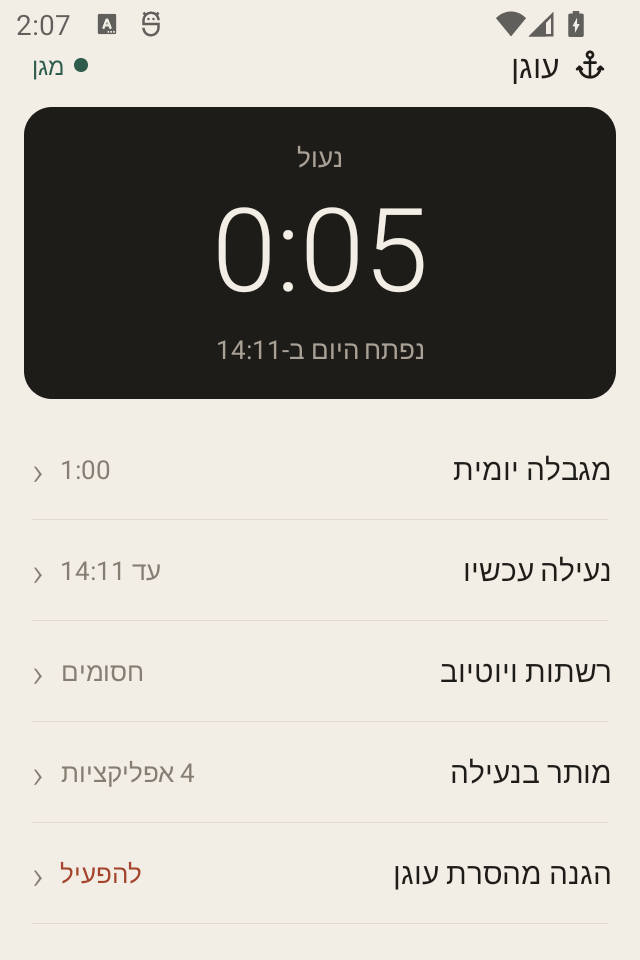 2:07
עוגן
מגן
נעול
0:05
נפתח היום ב-14:11
מגבלה יומית
1:00
נעילה עכשיו
עד 14:11
רשתות ויוטיוב
חסומים
מותר בנעילה
4 אפליקציות
הגנה מהסרת עוגן
להפעיל